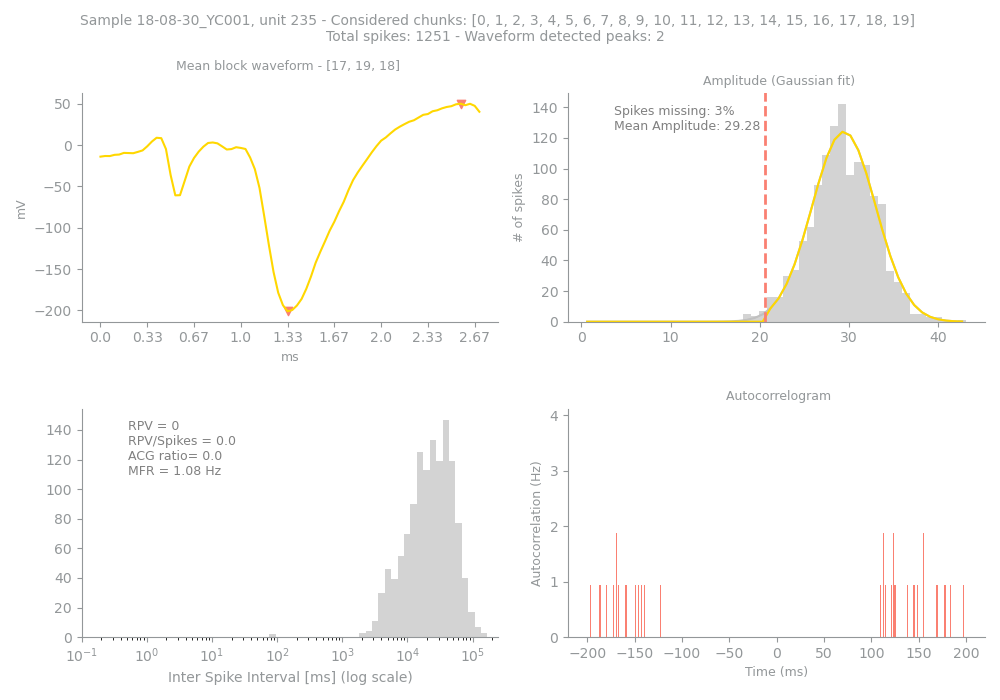 Sample 18-08-30_YC001, unit 235 - Considered chunks: [0, 1, 2, 3, 4, 5, 6, 7, 8, 9, 10, 11, 12, 13, 14, 15, 16, 17, 18, 19]
Total spikes: 1251 - Waveform detected peaks: 2
Mean block waveform - [17, 19, 18]
50
0
−50
−100
−150
−200
mV
0.0 0.33 0.67 1.0 1.33 1.67 2.0 2.33 2.67
ms
Amplitude (Gaussian fit)
Spikes missing: 3%
Mean Amplitude: 29.28
140
120
100
80
60
40
20
0
# of spikes
0 10 20 30 40
RPV = 0
RPV/Spikes = 0.0
ACG ratio= 0.0
MFR = 1.08 Hz
140
120
100
80
60
40
20
0
10⁻¹ 10⁰ 10¹ 10² 10³ 10⁴ 10⁵
Inter Spike Interval [ms] (log scale)
Autocorrelogram
4
3
2
1
0
Autocorrelation (Hz)
−200 −150 −100 −50 0 50 100 150 200
Time (ms)